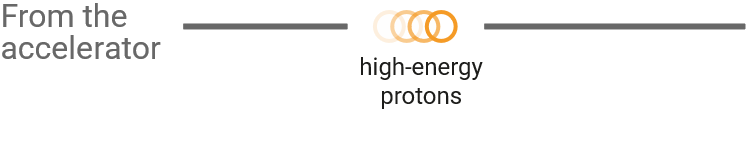 From the
accelerator
high-energy
protons